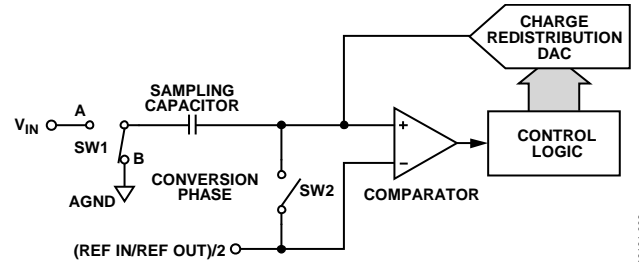 CHARGE
REDISTRIBUTION
DAC
SAMPLING
CAPACITOR
VIN
A
+
CONTROL
LOGIC
SW1
B
−
CONVERSION
PHASE
SW2
COMPARATOR
AGND
(REF IN/REF OUT)/2